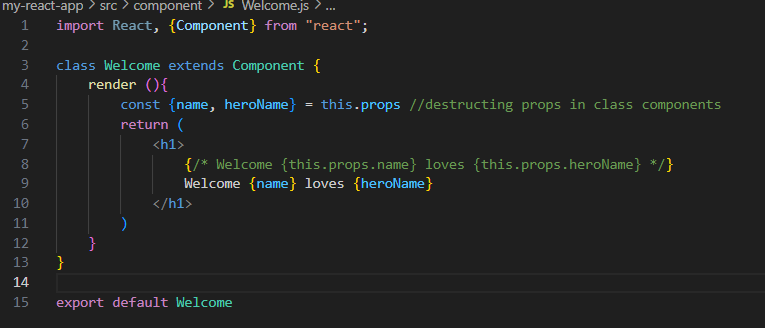 my-react-app > src > component > JS Welcome.js > ...
1 import React, {Component} from "react";
2
3 class Welcome extends Component {
4 render (){
5 const {name, heroName} = this.props //destructing props in class components
6 return (
7 <h1>
8 {/* Welcome {this.props.name} loves {this.props.heroName} */}
9 Welcome {name} loves {heroName}
10 </h1>
11 )
12 }
13 }
14
15 export default Welcome